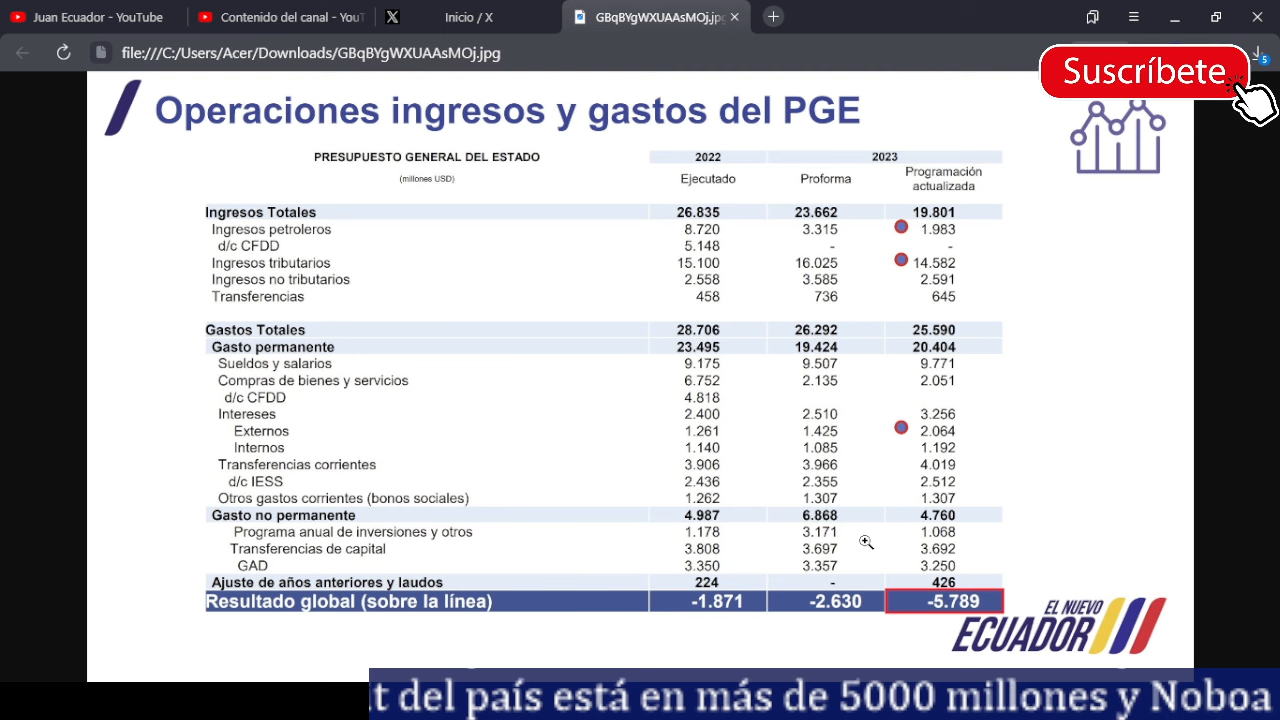 Juan Ecuador - YouTube
Contenido del canal - YouT
Inicio / X
GBqBYgWXUAAsMOj.jpg
file:///C:/Users/Acer/Downloads/GBqBYgWXUAAsMOj.jpg
5
Suscríbete
Operaciones ingresos y gastos del PGE
PRESUPUESTO GENERAL DEL ESTADO 2022 2023
(millones USD) Ejecutado Proforma Programación actualizada
Ingresos Totales 26.835 23.662 19.801
Ingresos petroleros 8.720 3.315 1.983
d/c CFDD 5.148 - -
Ingresos tributarios 15.100 16.025 14.582
Ingresos no tributarios 2.558 3.585 2.591
Transferencias 458 736 645
Gastos Totales 28.706 26.292 25.590
Gasto permanente 23.495 19.424 20.404
Sueldos y salarios 9.175 9.507 9.771
Compras de bienes y servicios 6.752 2.135 2.051
d/c CFDD 4.818
Intereses 2.400 2.510 3.256
Externos 1.261 1.425 2.064
Internos 1.140 1.085 1.192
Transferencias corrientes 3.906 3.966 4.019
d/c IESS 2.436 2.355 2.512
Otros gastos corrientes (bonos sociales) 1.262 1.307 1.307
Gasto no permanente 4.987 6.868 4.760
Programa anual de inversiones y otros 1.178 3.171 1.068
Transferencias de capital 3.808 3.697 3.692
GAD 3.350 3.357 3.250
Ajuste de años anteriores y laudos 224 - 426
Resultado global (sobre la línea) -1.871 -2.630 -5.789
EL NUEVO
ECUADOR
t del país está en más de 5000 millones y Noboa